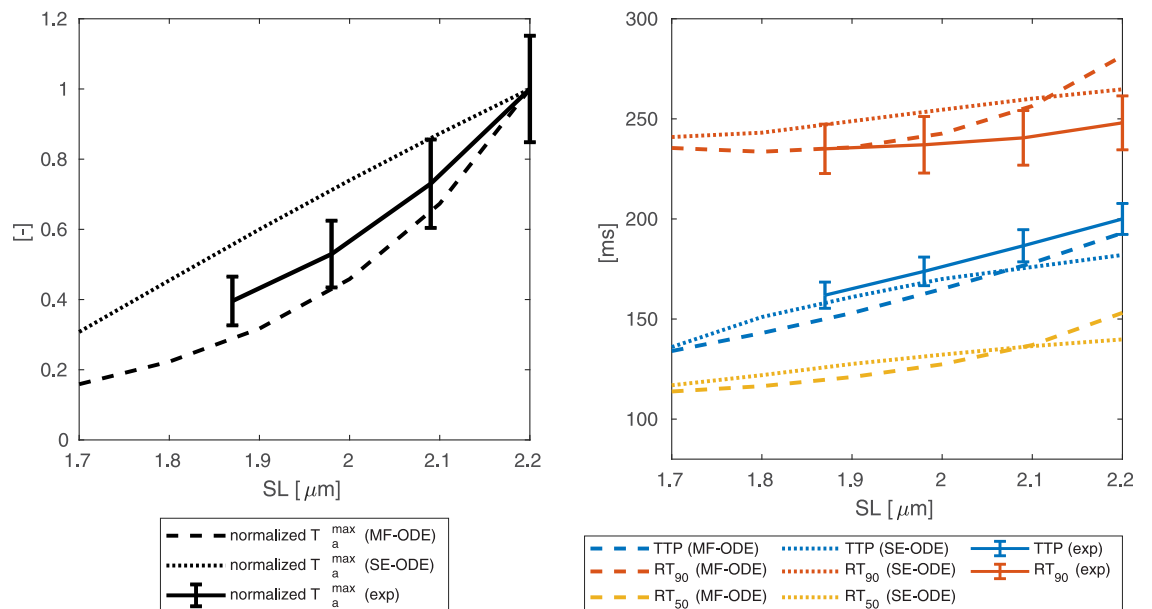 [-]
1
0.8
0.6
0.4
0.2
0
1.7 1.8 1.9 2 2.1 2.2
SL [ μm]
normalized T max a (MF-ODE)
normalized T max a (SE-ODE)
normalized T max a (exp)
[ms]
300
250
200
150
100
1.7 1.8 1.9 2 2.1 2.2
SL [ μm]
TTP (MF-ODE) TTP (SE-ODE) TTP (exp)
RT90 (MF-ODE) RT90 (SE-ODE) RT90 (exp)
RT50 (MF-ODE) RT50 (SE-ODE)